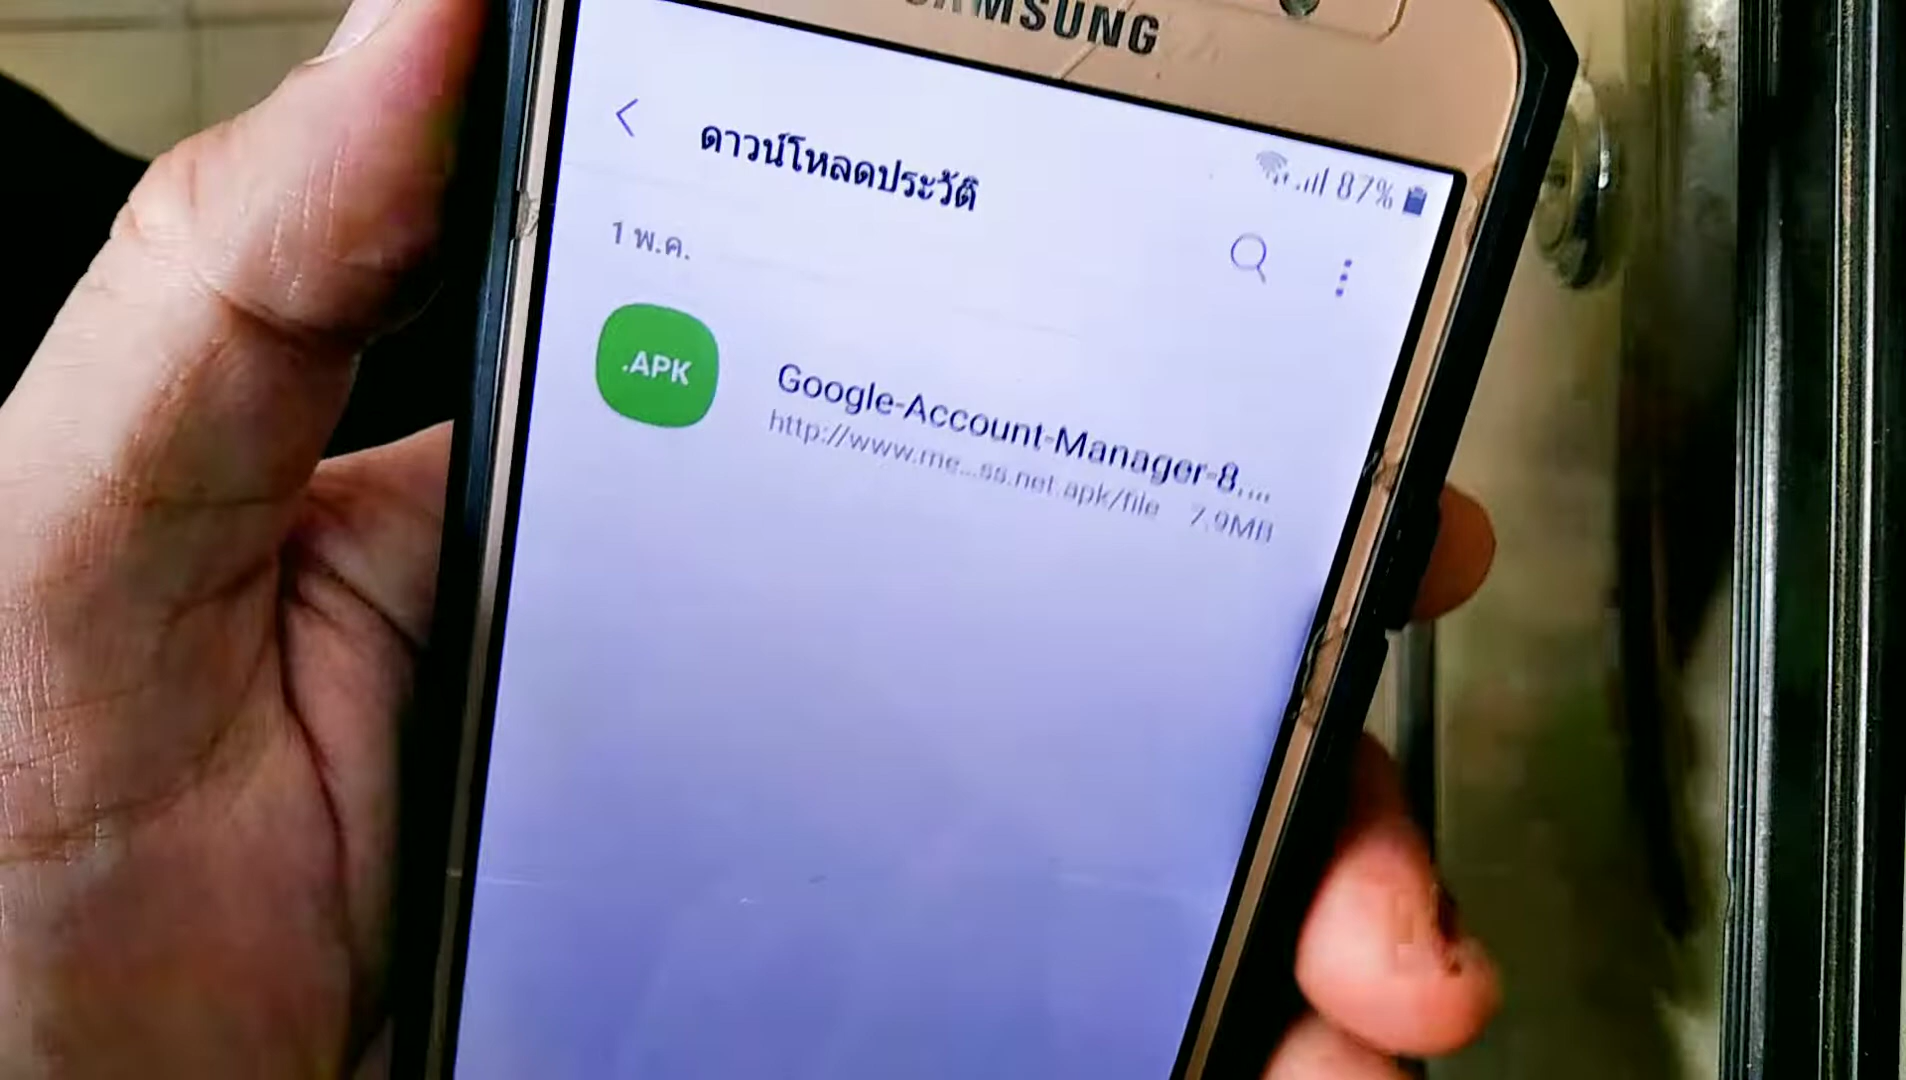 SAMSUNG
87%
ดาวน์โหลดประวัติ
1 พ.ค.
.APK
Google-Account-Manager-8....
http://www.me...ss.net.apk/file 7.9MB